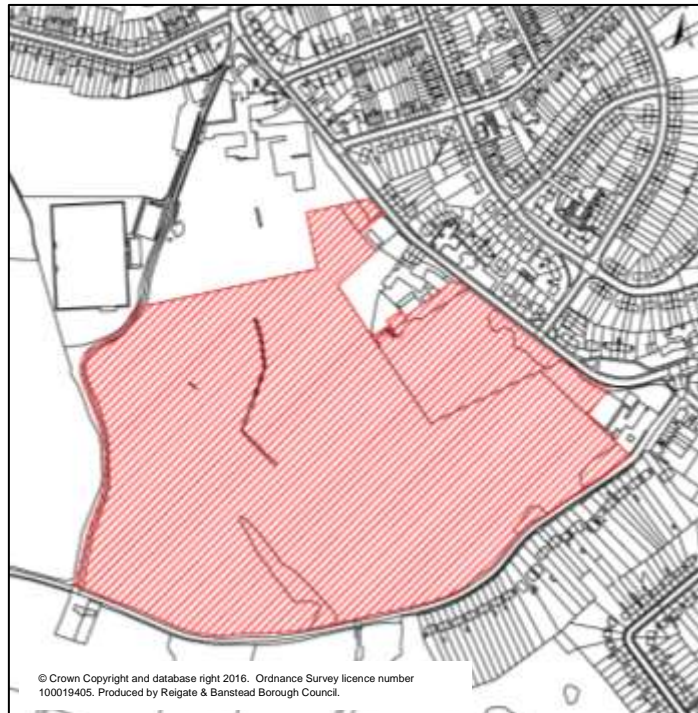 © Crown Copyright and database right 2016. Ordnance Survey licence number
100019405. Produced by Reigate & Banstead Borough Council.